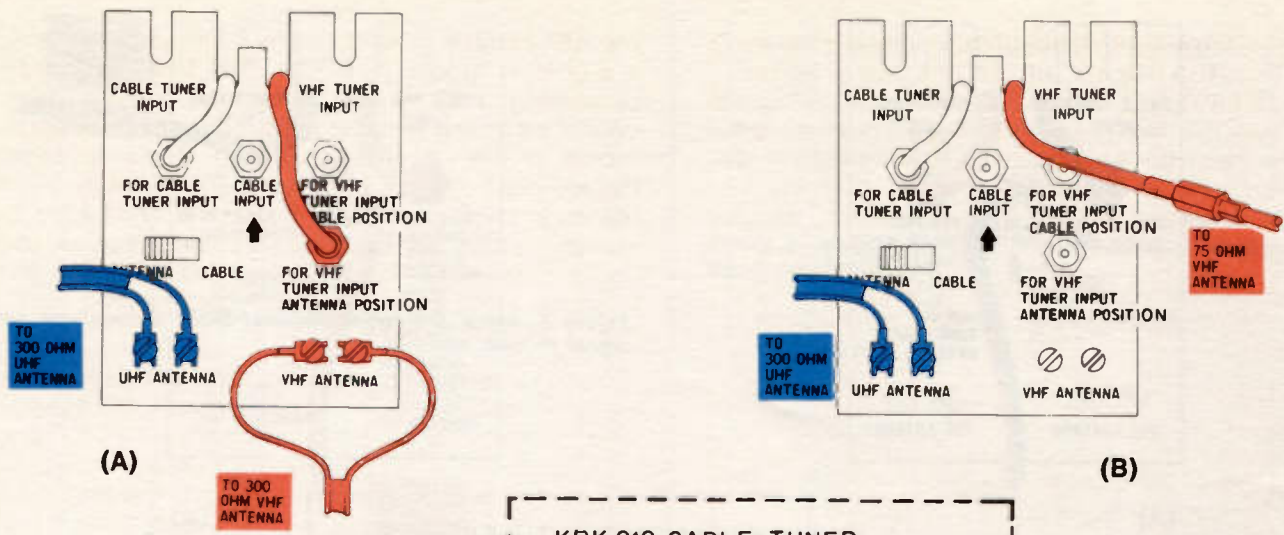 CABLE TUNER
INPUT
VHF TUNER
INPUT
FOR CABLE
TUNER INPUT
CABLE
INPUT
FOR VHF
TUNER INPUT
CABLE POSITION
ANTENNA CABLE
FOR VHF
TUNER INPUT
ANTENNA POSITION
TO
300 OHM
UHF
ANTENNA
UHF ANTENNA
VHF ANTENNA
(A)
TO 300
OHM VHF
ANTENNA
CABLE TUNER
INPUT
VHF TUNER
INPUT
FOR CABLE
TUNER INPUT
CABLE
INPUT
FOR VHF
TUNER INPUT
CABLE POSITION
TO
75 OHM
VHF
ANTENNA
ANTENNA CABLE
FOR VHF
TUNER INPUT
ANTENNA POSITION
TO
300 OHM
UHF
ANTENNA
UHF ANTENNA
VHF ANTENNA
(B)
CABLE TUNER